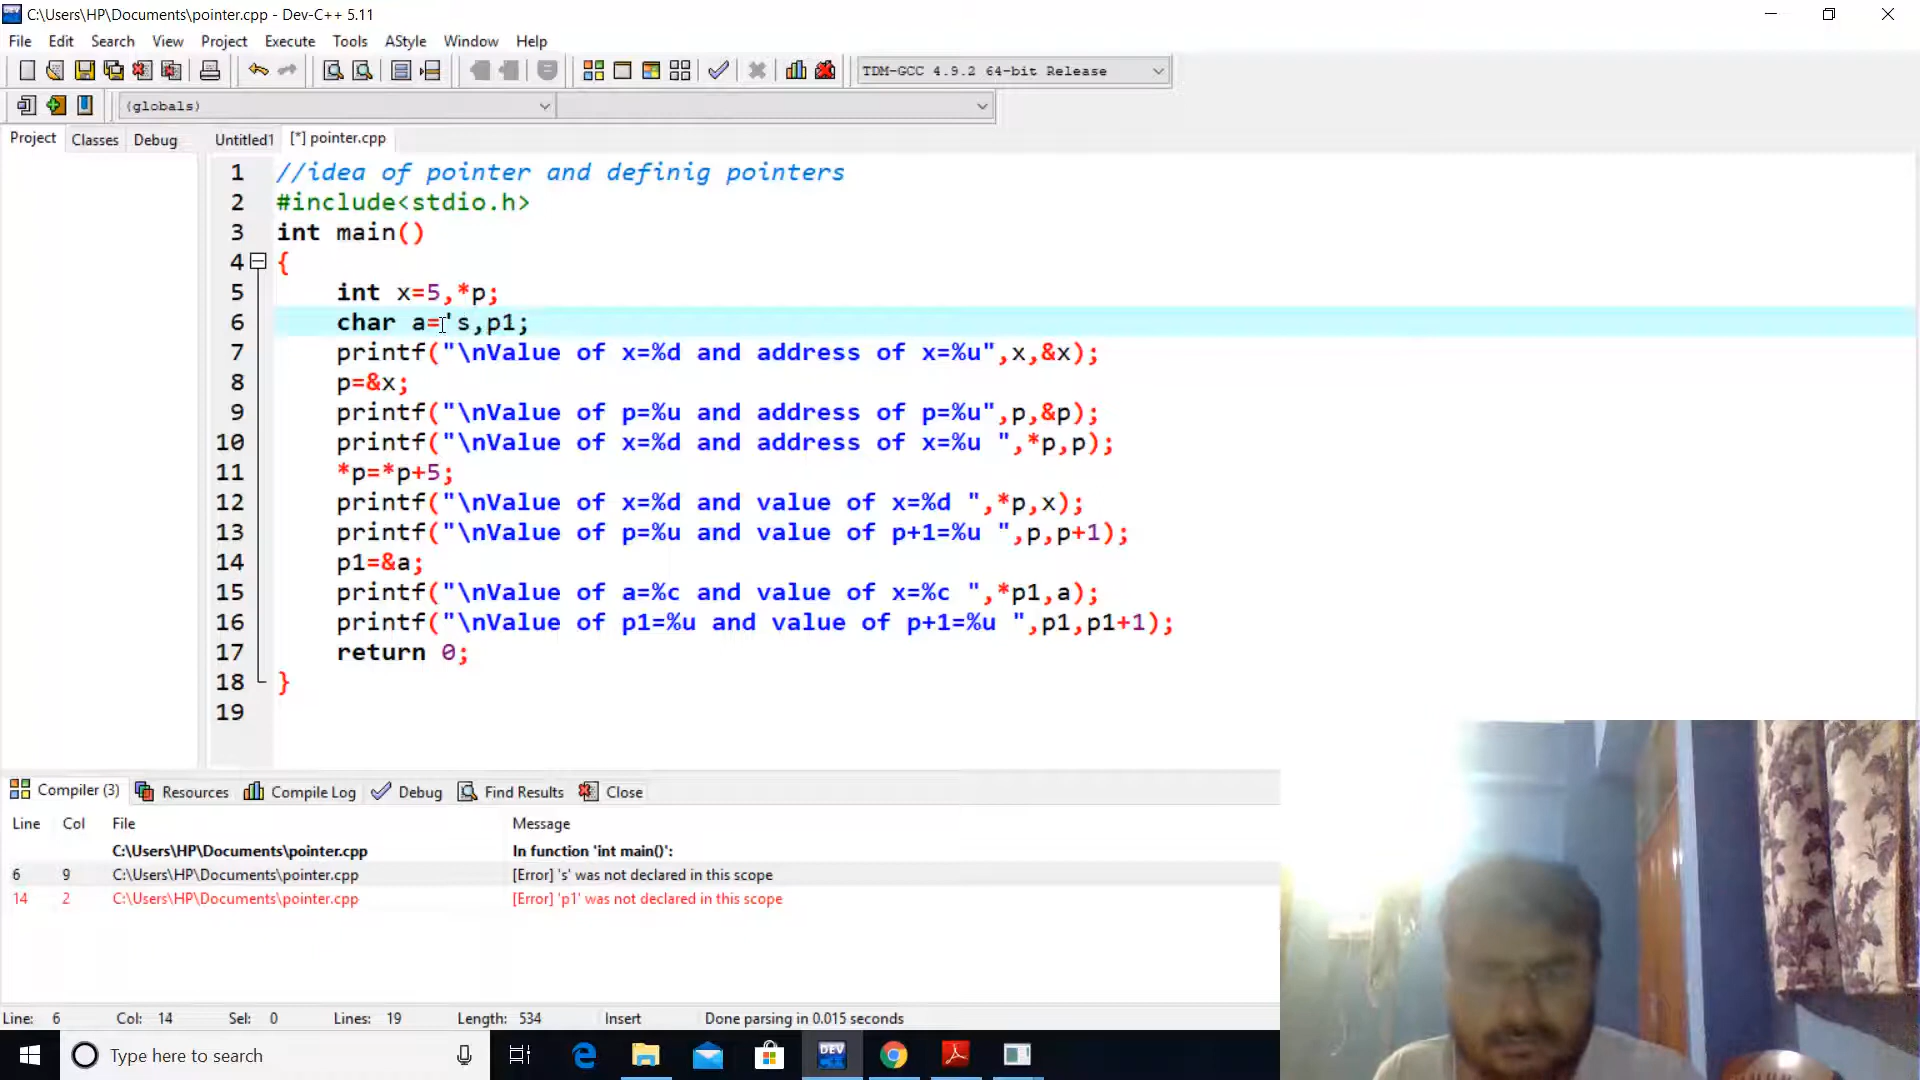 C:\Users\HP\Documents\pointer.cpp - Dev-C++ 5.11
File Edit Search View Project Execute Tools AStyle Window Help
TDM-GCC 4.9.2 64-bit Release
(globals)
Project Classes Debug Untitled1 [*] pointer.cpp
1 //idea of pointer and definig pointers
2 #include<stdio.h>
3 int main()
4 {
5 int x=5,*p;
6 char a='s,p1;
7 printf("\nValue of x=%d and address of x=%u",x,&x);
8 p=&x;
9 printf("\nValue of p=%u and address of p=%u",p,&p);
10 printf("\nValue of x=%d and address of x=%u ",*p,p);
11 *p=*p+5;
12 printf("\nValue of x=%d and value of x=%d ",*p,x);
13 printf("\nValue of p=%u and value of p+1=%u ",p,p+1);
14 p1=&a;
15 printf("\nValue of a=%c and value of x=%c ",*p1,a);
16 printf("\nValue of p1=%u and value of p+1=%u ",p1,p1+1);
17 return 0;
18 }
19
Compiler (3) Resources Compile Log Debug Find Results Close
Line Col File Message
C:\Users\HP\Documents\pointer.cpp In function 'int main()':
6 9 C:\Users\HP\Documents\pointer.cpp [Error] 's' was not declared in this scope
14 2 C:\Users\HP\Documents\pointer.cpp [Error] 'p1' was not declared in this scope
Line: 6 Col: 14 Sel: 0 Lines: 19 Length: 534 Insert Done parsing in 0.015 seconds
Type here to search
DEV